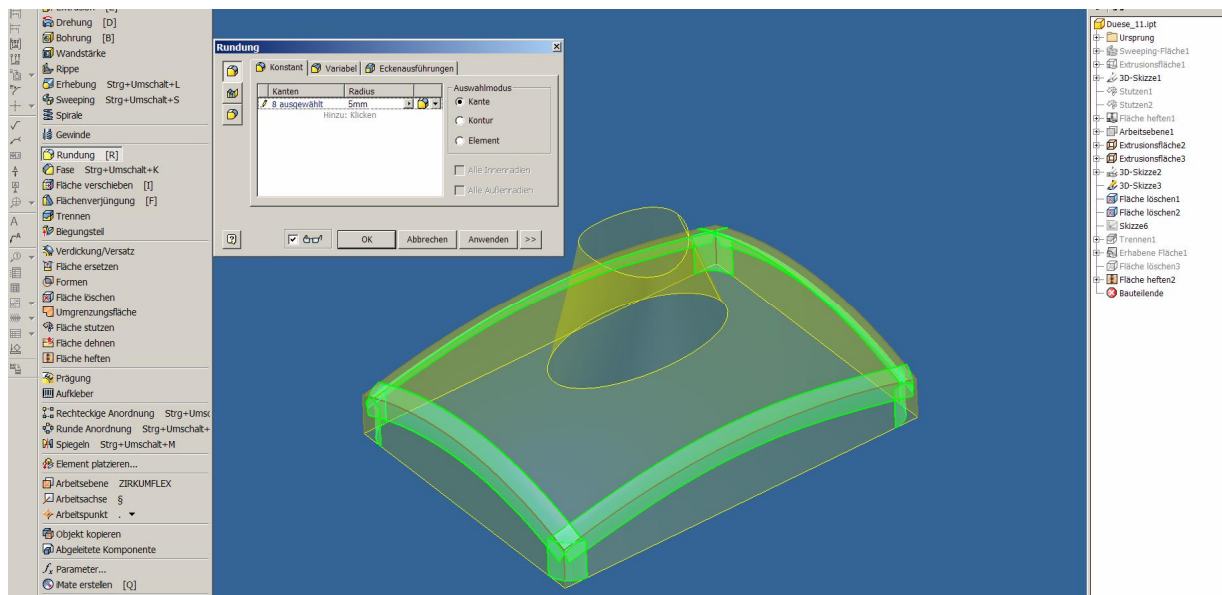 Drehung [D]
Bohrung [B]
Wandstärke
Rippe
Erhebung Strg+Umschalt+L
Sweeping Strg+Umschalt+S
Spirale
Gewinde
Rundung [R]
Fase Strg+Umschalt+K
Fläche verschieben [I]
Flächenverjüngung [F]
Trennen
Biegungsteil
Verdickung/Versatz
Fläche ersetzen
Formen
Fläche löschen
Umgrenzungsfläche
Fläche stutzen
Fläche dehnen
Fläche heften
Prägung
Aufkleber
Rechteckige Anordnung Strg+Umsc
Runde Anordnung Strg+Umschalt+
Spiegeln Strg+Umschalt+M
Element platzieren...
Arbeitsebene ZIRKUMFLEX
Arbeitsachse §
Arbeitspunkt .
Objekt kopieren
Abgeleitete Komponente
Parameter...
iMate erstellen [Q]
Rundung
Konstant
Variabel
Eckenausführungen
Kanten Radius
8 ausgewählt 5mm
Hinzu: Klicken
Auswahlmodus
Kante
Kontur
Element
Alle Innenradien
Alle Außenradien
OK
Abbrechen
Anwenden
>>
Duese_11.ipt
Ursprung
Sweeping-Fläche1
Extrusionsfläche1
3D-Skizze1
Stutzen1
Stutzen2
Fläche heften1
Arbeitsebene1
Extrusionsfläche2
Extrusionsfläche3
3D-Skizze2
3D-Skizze3
Fläche löschen1
Fläche löschen2
Skizze6
Trennen1
Erhabene Fläche1
Fläche löschen3
Fläche heften2
Bauteilende